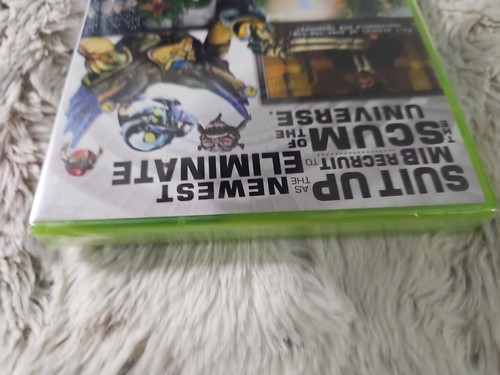 SUIT UP AS THE NEWEST
MIB RECRUIT TO ELIMINATE
THE SCUM OF THE
UNIVERSE.